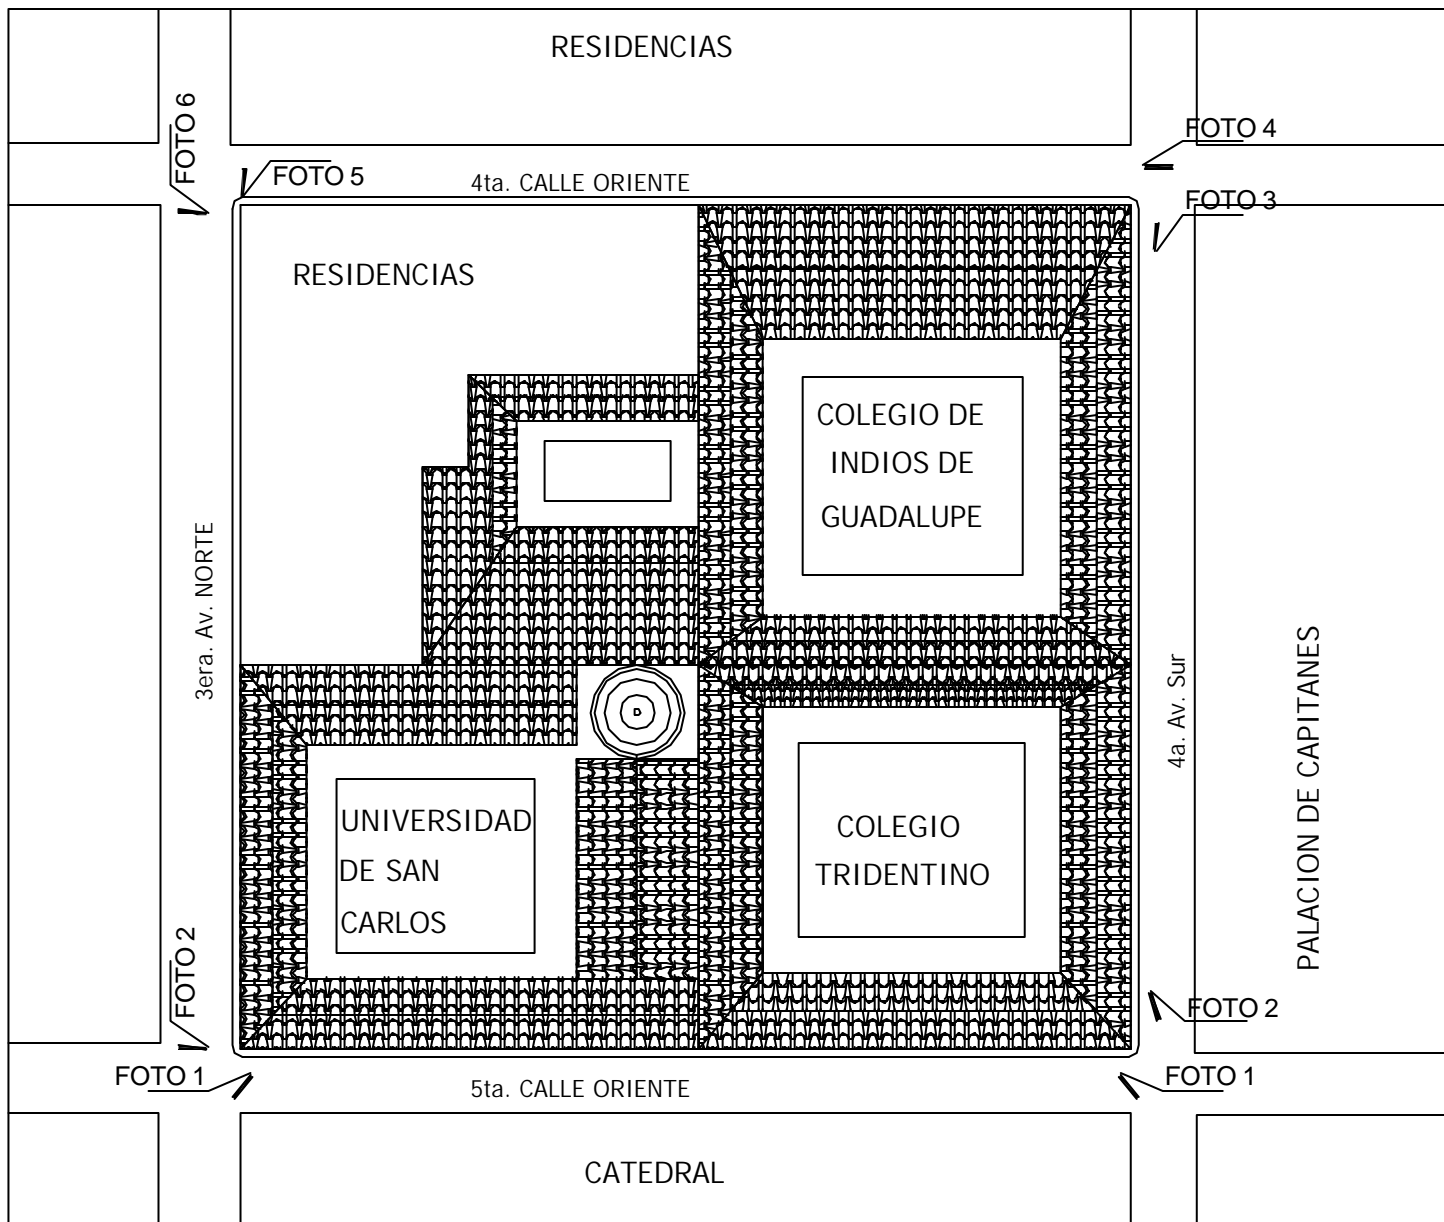 RESIDENCIAS
FOTO 6
FOTO 4
FOTO 5
4ta. CALLE ORIENTE
FOTO 3
RESIDENCIAS
COLEGIO DE
INDIOS DE
GUADALUPE
3era. Av. NORTE
4a. Av. Sur
PALACION DE CAPITANES
D
UNIVERSIDAD
DE SAN
CARLOS
COLEGIO
TRIDENTINO
FOTO 2
FOTO 2
FOTO 1
5ta. CALLE ORIENTE
FOTO 1
CATEDRAL